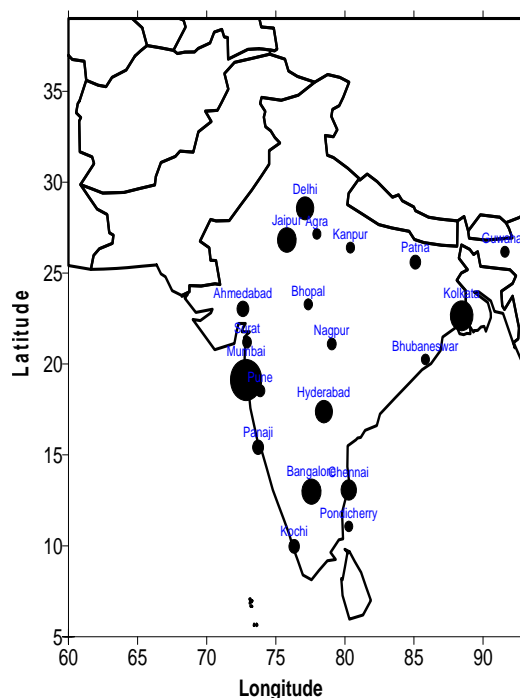 35
30
25
20
15
10
5
Latitude
Delhi
Jaipur
Agra
Kanpur
Patna
Guwaha
Ahmedabad
Bhopal
Kolkata
Surat
Nagpur
Bhubaneswar
Mumbai
Pune
Hyderabad
Panaji
Bangalore
Chennai
Pondicherry
Kochi
60
65
70
75
80
85
90
Longitude